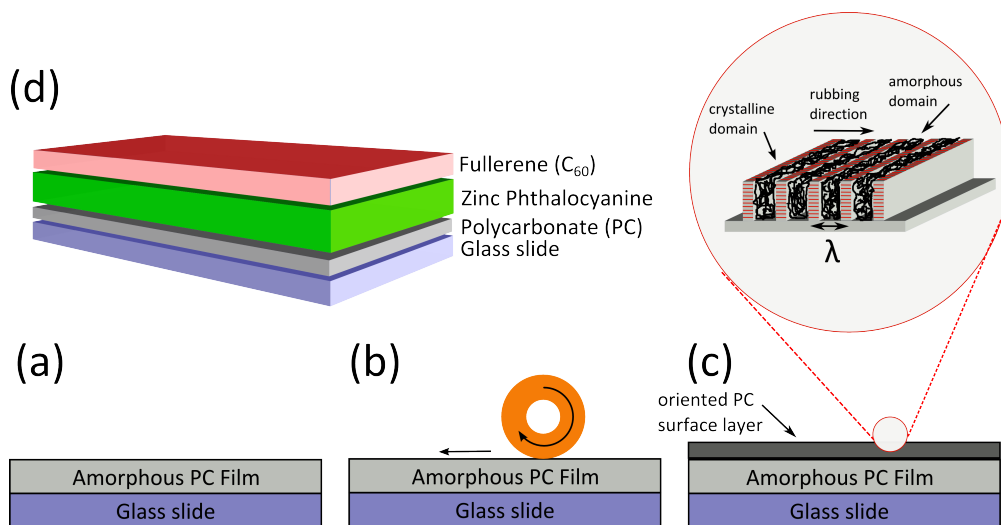 (d)
Fullerene (C₆₀)
Zinc Phthalocyanine
Polycarbonate (PC)
Glass slide
crystalline
domain
rubbing
direction
amorphous
domain
λ
(a)
Amorphous PC Film
Glass slide
(b)
Amorphous PC Film
Glass slide
(c)
oriented PC
surface layer
Amorphous PC Film
Glass slide